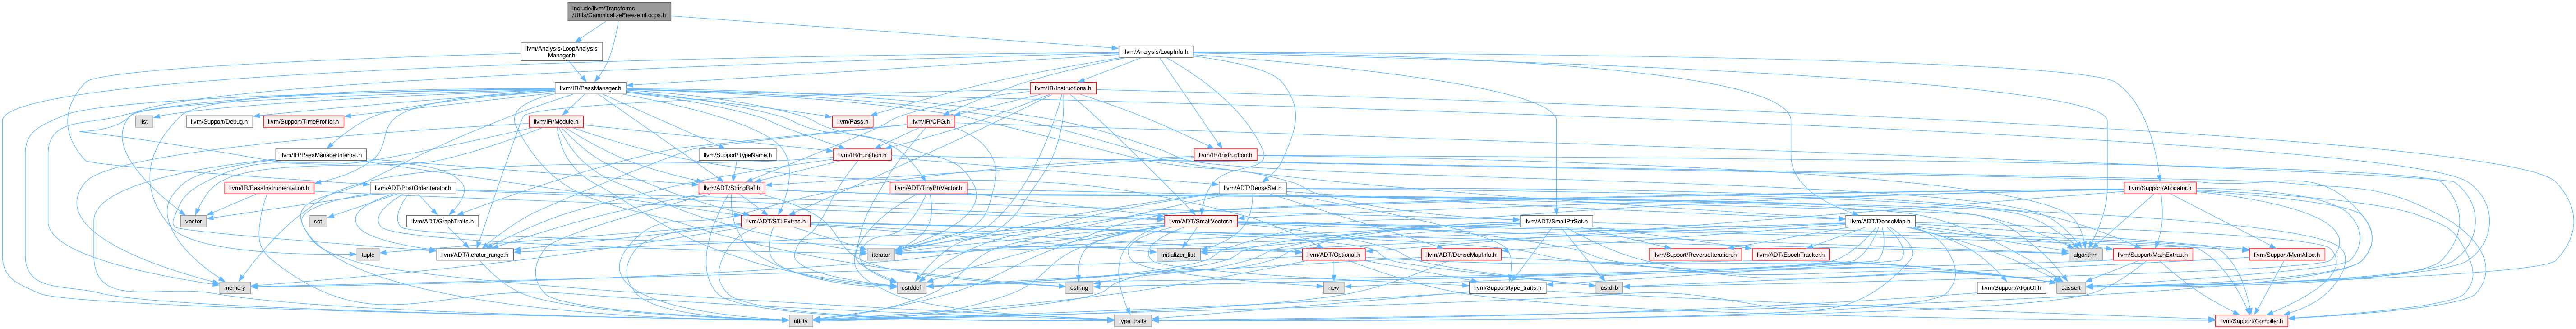 include/llvm/Transforms
/Utils/CanonicalizeFreezeInLoops.h
llvm/Analysis/LoopAnalysis
Manager.h
llvm/Analysis/LoopInfo.h
llvm/IR/PassManager.h
llvm/IR/Instructions.h
list
llvm/Support/Debug.h
llvm/Support/TimeProfiler.h
llvm/IR/Module.h
llvm/Pass.h
llvm/IR/CFG.h
llvm/IR/PassManagerInternal.h
llvm/Support/TypeName.h
llvm/IR/Function.h
llvm/IR/Instruction.h
llvm/IR/PassInstrumentation.h
llvm/ADT/PostOrderIterator.h
llvm/ADT/StringRef.h
llvm/ADT/TinyPtrVector.h
llvm/ADT/DenseSet.h
llvm/Support/Allocator.h
vector
set
llvm/ADT/GraphTraits.h
llvm/ADT/STLExtras.h
llvm/ADT/SmallVector.h
llvm/ADT/SmallPtrSet.h
llvm/ADT/DenseMap.h
tuple
llvm/ADT/iterator_range.h
iterator
initializer_list
llvm/ADT/Optional.h
llvm/ADT/DenseMapInfo.h
llvm/Support/ReverseIteration.h
llvm/ADT/EpochTracker.h
algorithm
llvm/Support/MathExtras.h
llvm/Support/MemAlloc.h
memory
cstddef
cstring
new
llvm/Support/type_traits.h
cstdlib
llvm/Support/AlignOf.h
cassert
utility
type_traits
llvm/Support/Compiler.h